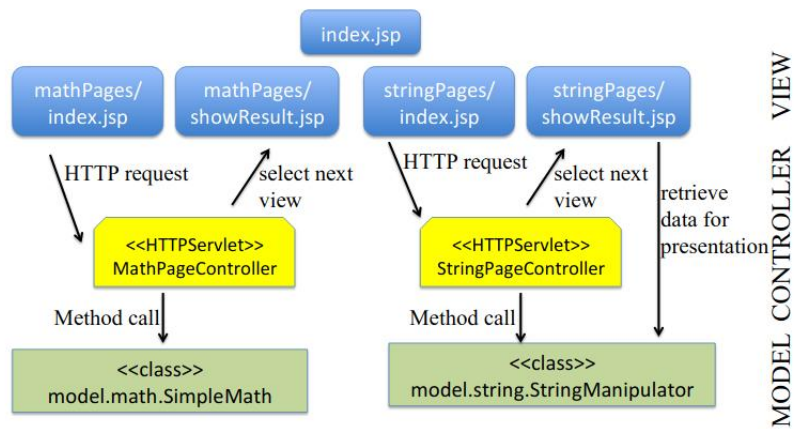 index.jsp
mathPages/
index.jsp
mathPages/
showResult.jsp
stringPages/
index.jsp
stringPages/
showResult.jsp
HTTP request
select next
view
HTTP request
select next
view
retrieve
data for
presentation
<<HTTPServlet>>
MathPageController
<<HTTPServlet>>
StringPageController
Method call
Method call
<<class>>
model.math.SimpleMath
<<class>>
model.string.StringManipulator
MODEL CONTROLLER VIEW